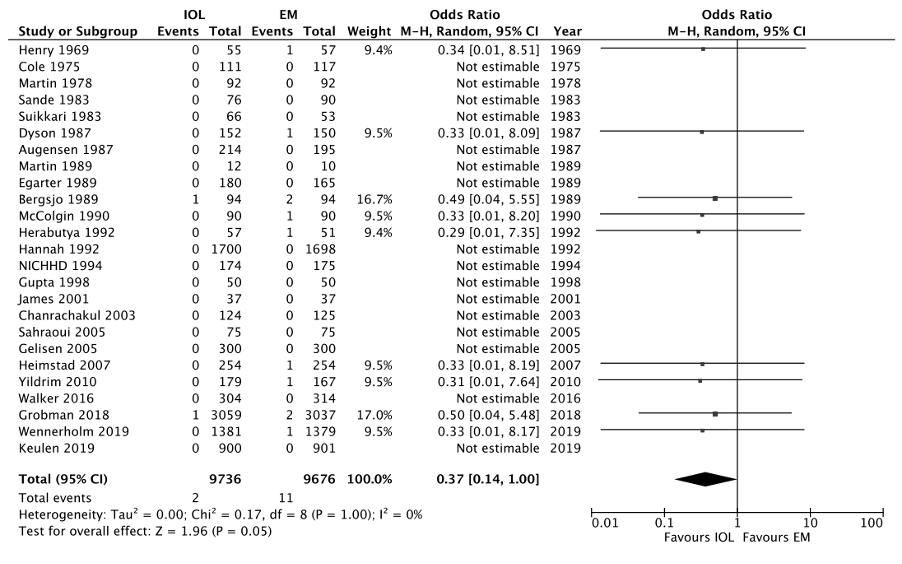 IOL EM Odds Ratio Odds Ratio
Study or Subgroup Events Total Events Total Weight M-H, Random, 95% CI Year M-H, Random, 95% CI
Henry 1969 0 55 1 57 9.4% 0.34 [0.01, 8.51] 1969
Cole 1975 0 111 0 117 Not estimable 1975
Martin 1978 0 92 0 92 Not estimable 1978
Sande 1983 0 76 0 90 Not estimable 1983
Suikkari 1983 0 66 0 53 Not estimable 1983
Dyson 1987 0 152 1 150 9.5% 0.33 [0.01, 8.09] 1987
Augensen 1987 0 214 0 195 Not estimable 1987
Martin 1989 0 12 0 10 Not estimable 1989
Egarter 1989 0 180 0 165 Not estimable 1989
Bergsjo 1989 1 94 2 94 16.7% 0.49 [0.04, 5.55] 1989
McColgin 1990 0 90 1 90 9.5% 0.33 [0.01, 8.20] 1990
Herabutya 1992 0 57 1 51 9.4% 0.29 [0.01, 7.35] 1992
Hannah 1992 0 1700 0 1698 Not estimable 1992
NICHHD 1994 0 174 0 175 Not estimable 1994
Gupta 1998 0 50 0 50 Not estimable 1998
James 2001 0 37 0 37 Not estimable 2001
Chanrachakul 2003 0 124 0 125 Not estimable 2003
Sahraoui 2005 0 75 0 75 Not estimable 2005
Gelisen 2005 0 300 0 300 Not estimable 2005
Heimstad 2007 0 254 1 254 9.5% 0.33 [0.01, 8.19] 2007
Yildrim 2010 0 179 1 167 9.5% 0.31 [0.01, 7.64] 2010
Walker 2016 0 304 0 314 Not estimable 2016
Grobman 2018 1 3059 2 3037 17.0% 0.50 [0.04, 5.48] 2018
Wennerholm 2019 0 1381 1 1379 9.5% 0.33 [0.01, 8.17] 2019
Keulen 2019 0 900 0 901 Not estimable 2019
Total (95% CI) 9736 9676 100.0% 0.37 [0.14, 1.00]
Total events 2 11
Heterogeneity: Tau² = 0.00; Chi² = 0.17, df = 8 (P = 1.00); I² = 0%
Test for overall effect: Z = 1.96 (P = 0.05)
0.01 0.1 1 10 100
Favours IOL Favours EM